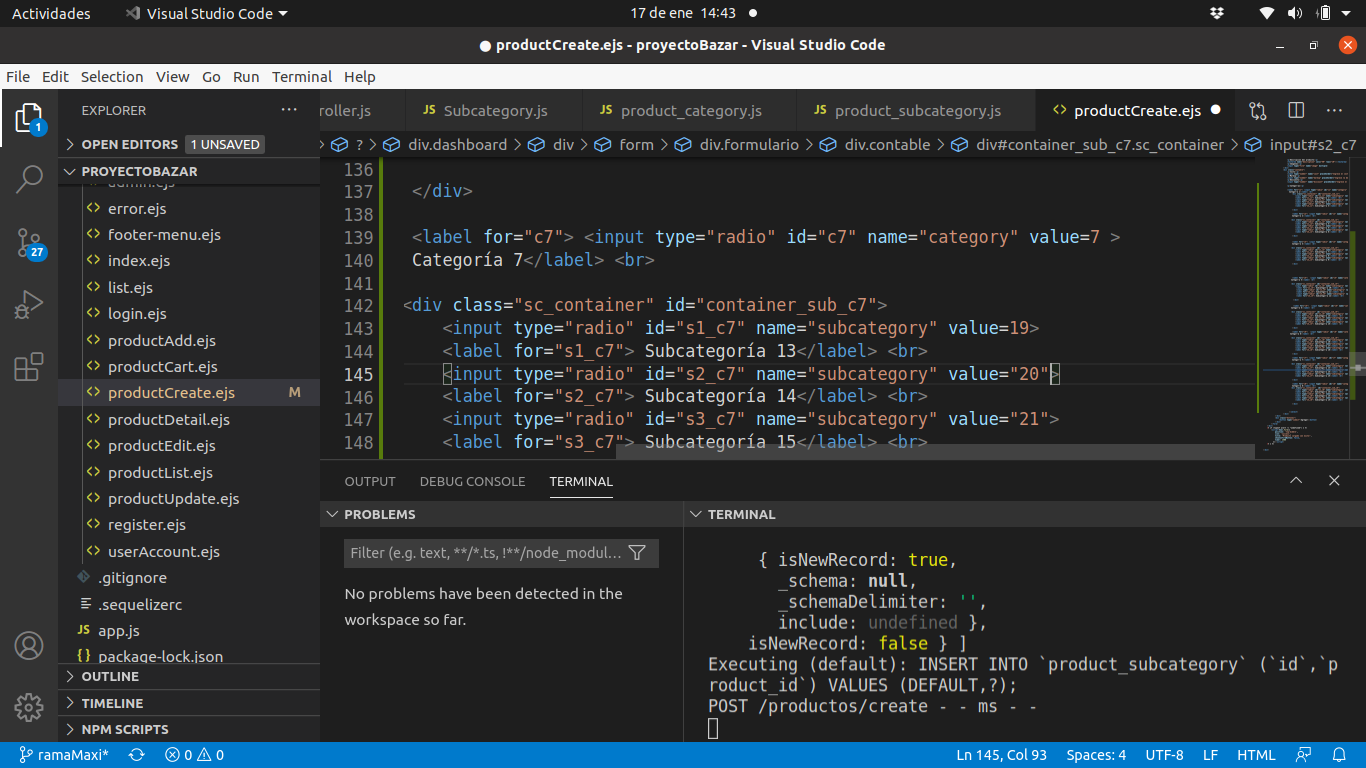 Actividades
Visual Studio Code
17 de ene 14:43
productCreate.ejs - proyectoBazar - Visual Studio Code
File Edit Selection View Go Run Terminal Help
EXPLORER
OPEN EDITORS 1 UNSAVED
PROYECTOBAZAR
admin.ejs
error.ejs
footer-menu.ejs
index.ejs
list.ejs
login.ejs
productAdd.ejs
productCart.ejs
productCreate.ejs M
productDetail.ejs
productEdit.ejs
productList.ejs
productUpdate.ejs
register.ejs
userAccount.ejs
.gitignore
.sequelizerc
JS app.js
{} package-lock.json
OUTLINE
TIMELINE
NPM SCRIPTS
1
27
roller.js JS Subcategory.js JS product_category.js JS product_subcategory.js <> productCreate.ejs
? > div.dashboard > div > form > div.formulario > div.contable > div#container_sub_c7.sc_container > input#s2_c7
136
137 </div>
138
139 <label for="c7"> <input type="radio" id="c7" name="category" value=7 >
140 Categoría 7</label> <br>
141
142 <div class="sc_container" id="container_sub_c7">
143 <input type="radio" id="s1_c7" name="subcategory" value=19>
144 <label for="s1_c7"> Subcategoría 13</label> <br>
145 <input type="radio" id="s2_c7" name="subcategory" value="20">
146 <label for="s2_c7"> Subcategoría 14</label> <br>
147 <input type="radio" id="s3_c7" name="subcategory" value="21">
148 <label for="s3_c7"> Subcategoría 15</label> <br>
OUTPUT DEBUG CONSOLE TERMINAL
PROBLEMS
Filter (e.g. text, **/*.ts, !**/node_modul...
No problems have been detected in the
workspace so far.
TERMINAL
{ isNewRecord: true,
_schema: null,
_schemaDelimiter: '',
include: undefined },
isNewRecord: false } ]
Executing (default): INSERT INTO `product_subcategory` (`id`,`p
roduct_id`) VALUES (DEFAULT,?);
POST /productos/create - - ms - -
ramaMaxi* 0 0 Ln 145, Col 93 Spaces: 4 UTF-8 LF HTML